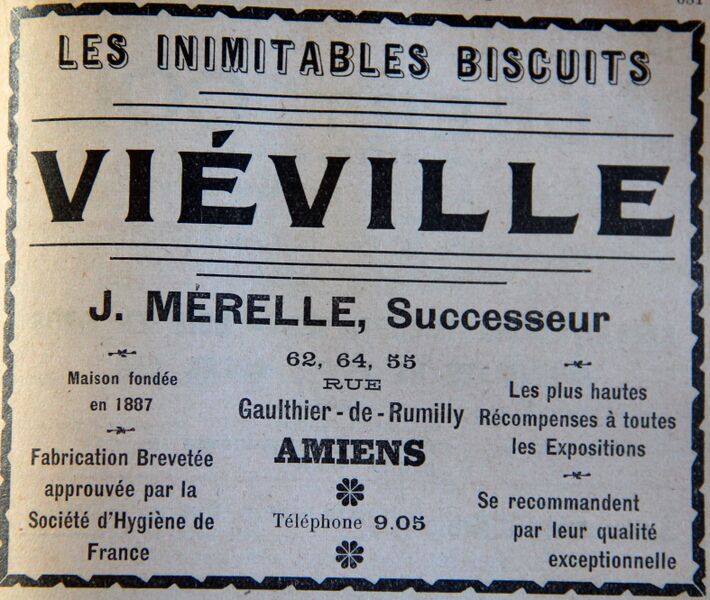 LES INIMITABLES BISCUITS
VIÉVILLE
J. MÉRELLE, Successeur
Maison fondée
en 1887
Fabrication Brevetée
approuvée par la
Société d'Hygiène de
France
62, 64, 55
RUE
Gaulthier-de-Rumilly
AMIENS
Téléphone 9.05
Les plus hautes
Récompenses à toutes
les Expositions
Se recommandent
par leur qualité
exceptionnelle